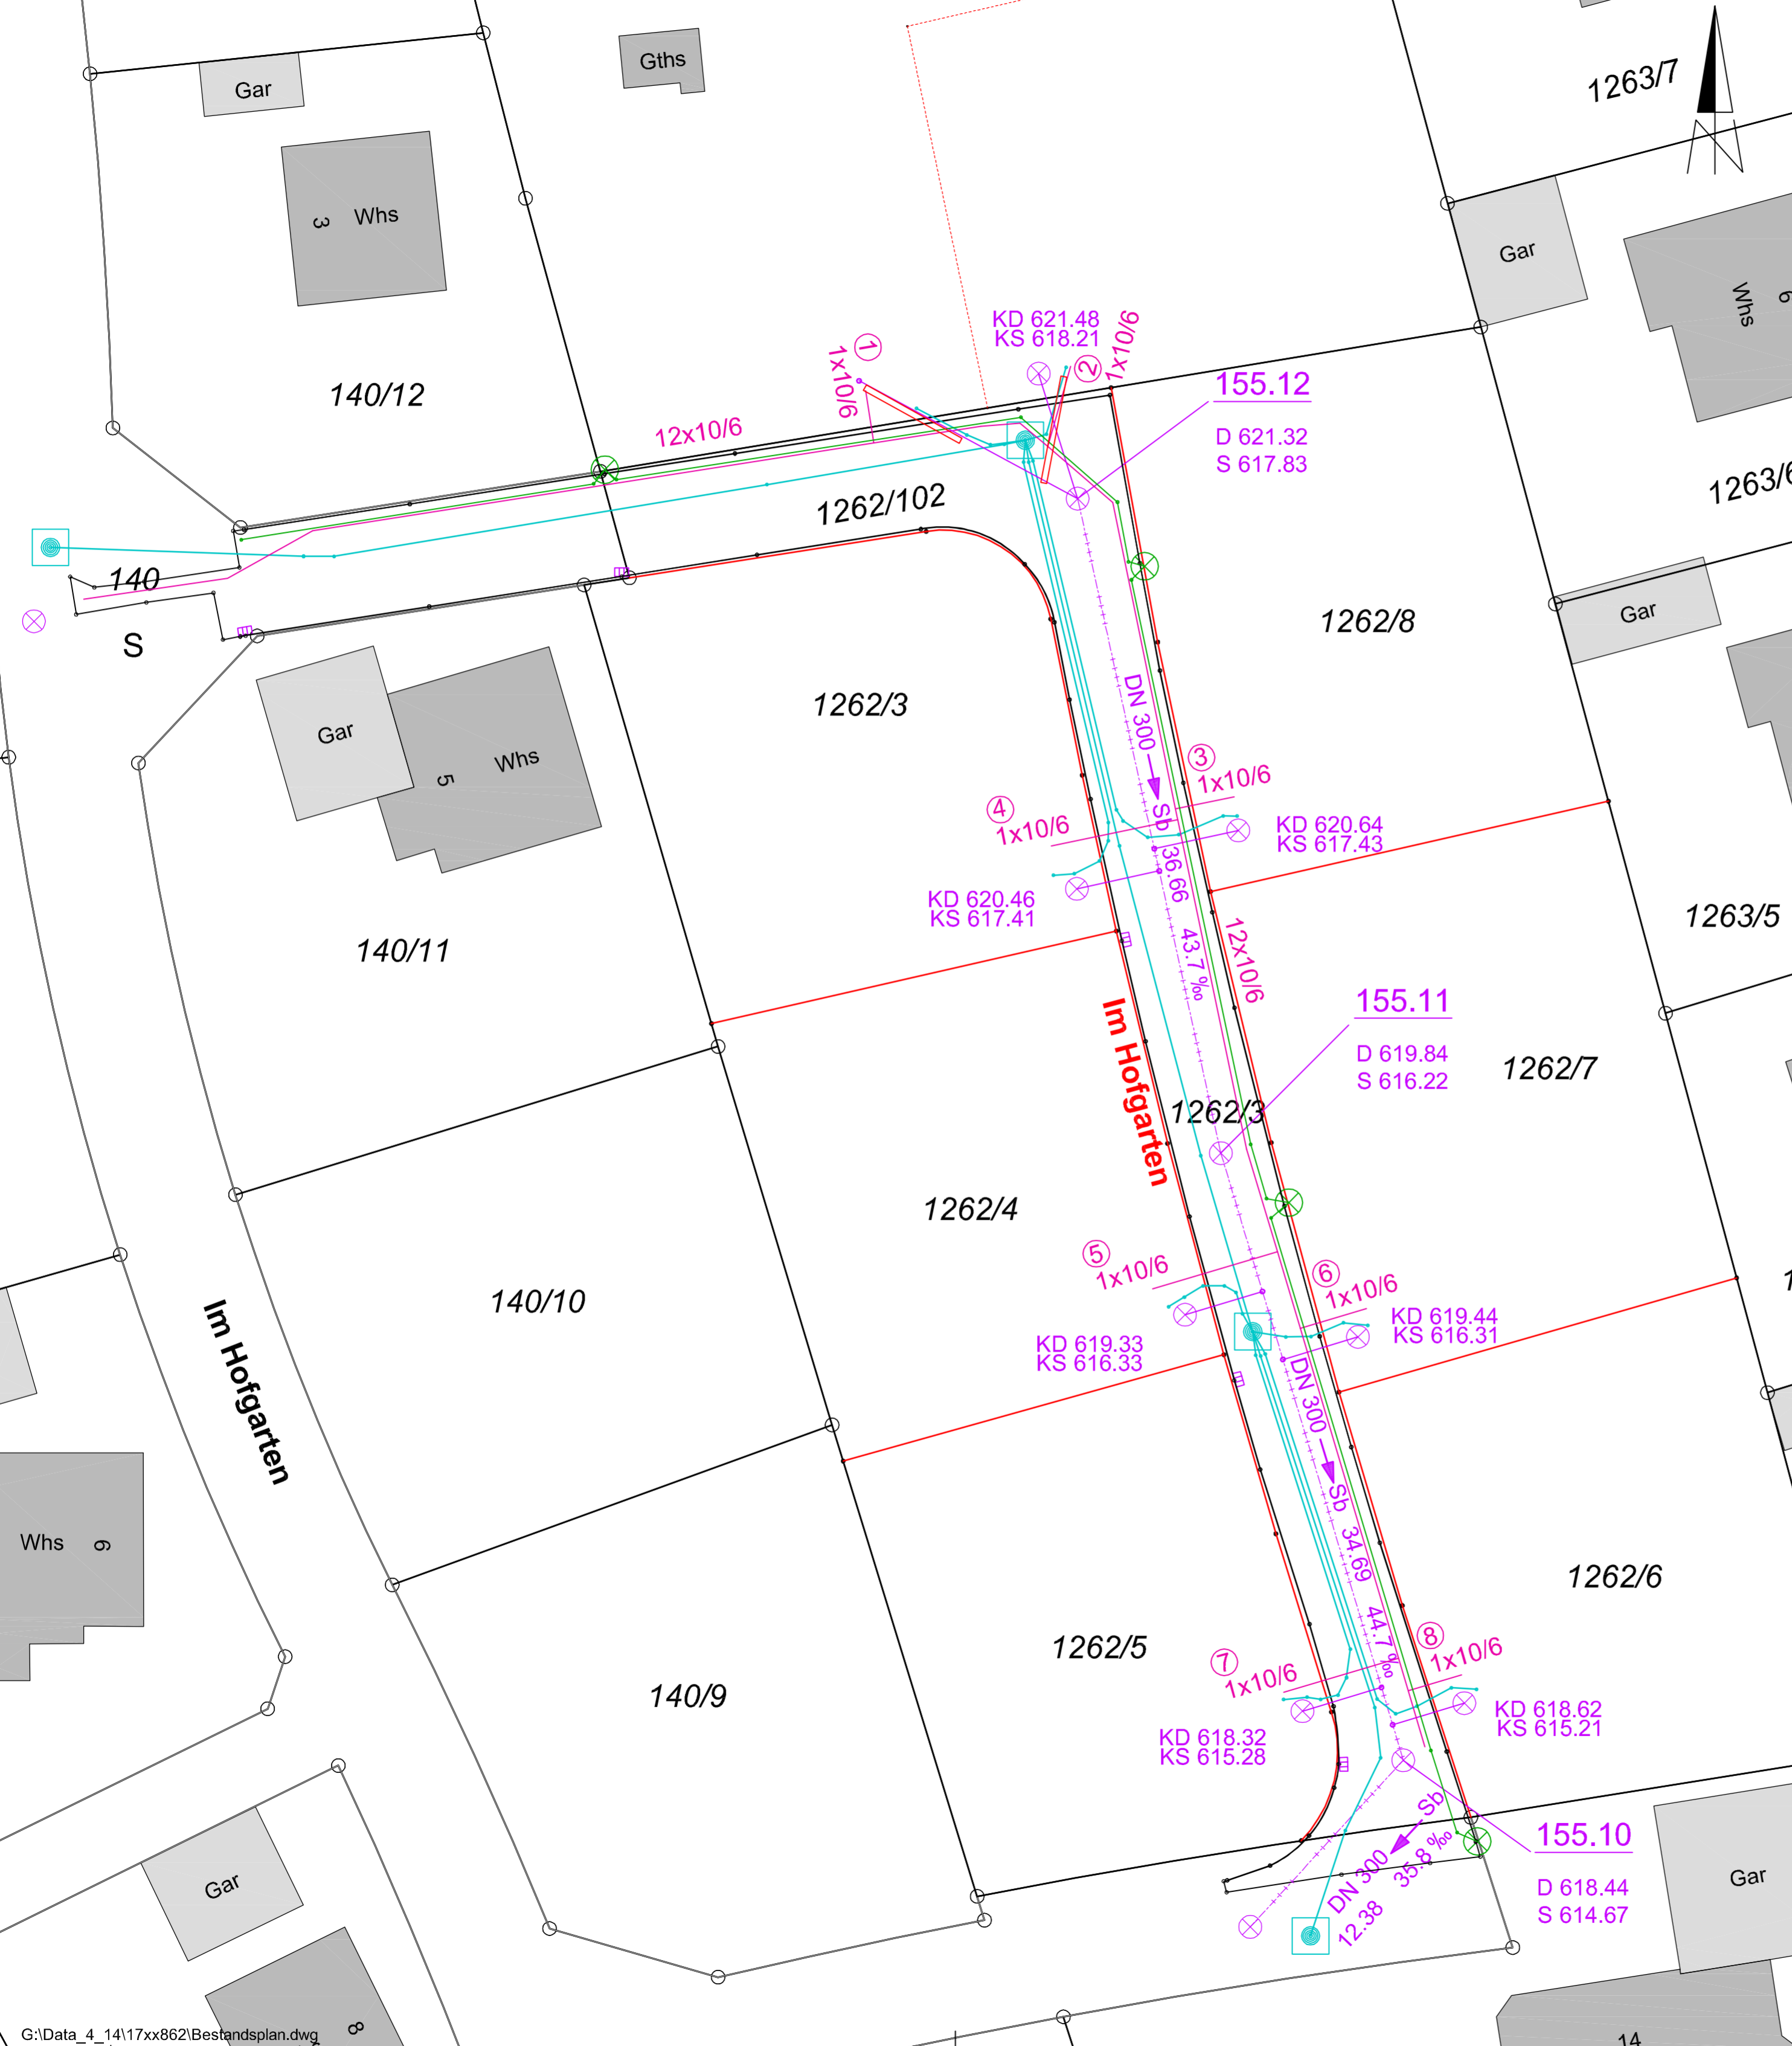 1263/7
Gths
Gar
3
Whs
Gar
Whs
140/12
KD 621.48
KS 618.21
1
2
1x10/6
1x10/6
155.12
12x10/6
D 621.32
S 617.83
1262/102
140
S
1262/8
Gar
1262/3
Gar
5
Whs
DN 300
Sb
36.66
43.7 ‰
3
1x10/6
4
1x10/6
KD 620.64
KS 617.43
KD 620.46
KS 617.41
1263/5
140/11
12x10/6
Im Hofgarten
155.11
D 619.84
S 616.22
1262/7
1262/3
1262/4
5
1x10/6
6
1x10/6
140/10
Im Hofgarten
KD 619.44
KS 616.31
KD 619.33
KS 616.33
DN 300
Sb
34.69
44.7 ‰
Whs
6
1262/6
1262/5
7
1x10/6
8
1x10/6
140/9
KD 618.62
KS 615.21
KD 618.32
KS 615.28
Sb
DN 300
35.8 ‰
12.38
155.10
D 618.44
S 614.67
Gar
Gar
8
14
G:\Data_4_14\17xx862\Bestandsplan.dwg